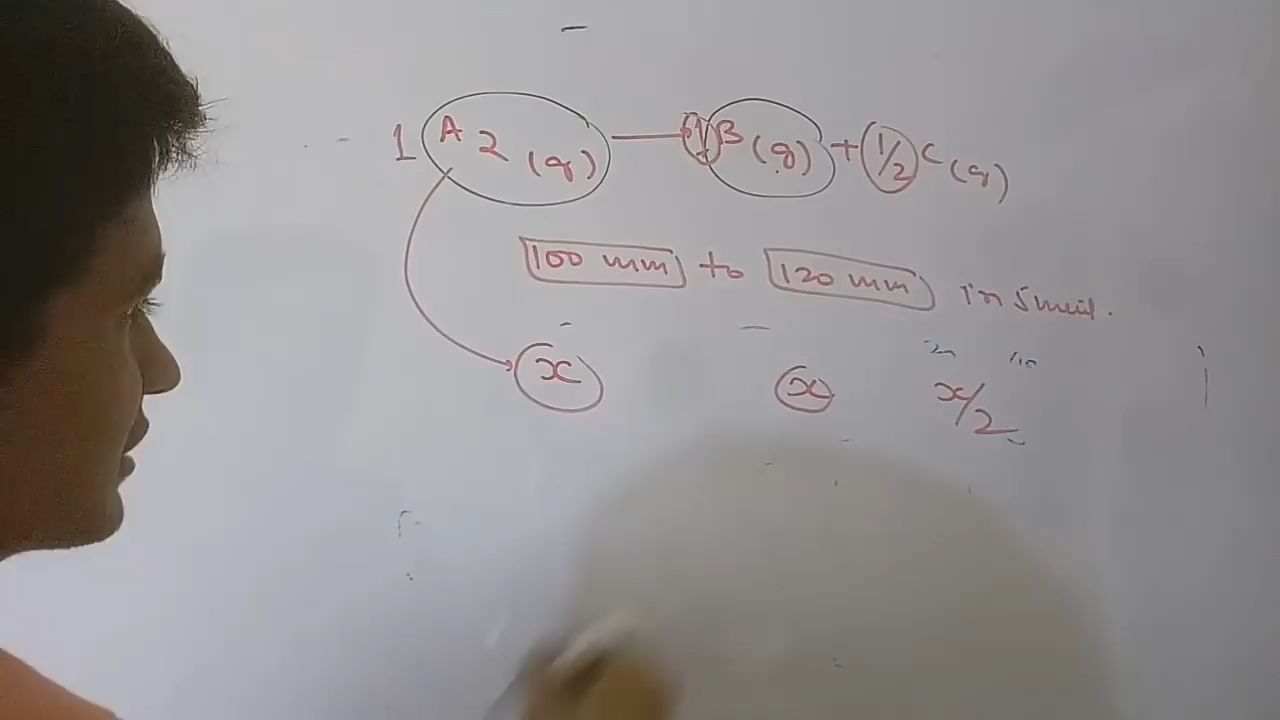 1 A2(g) — 1 B(g) + 1/2 C(g)
100 mm to 120 mm in 5 min.
x x x/2